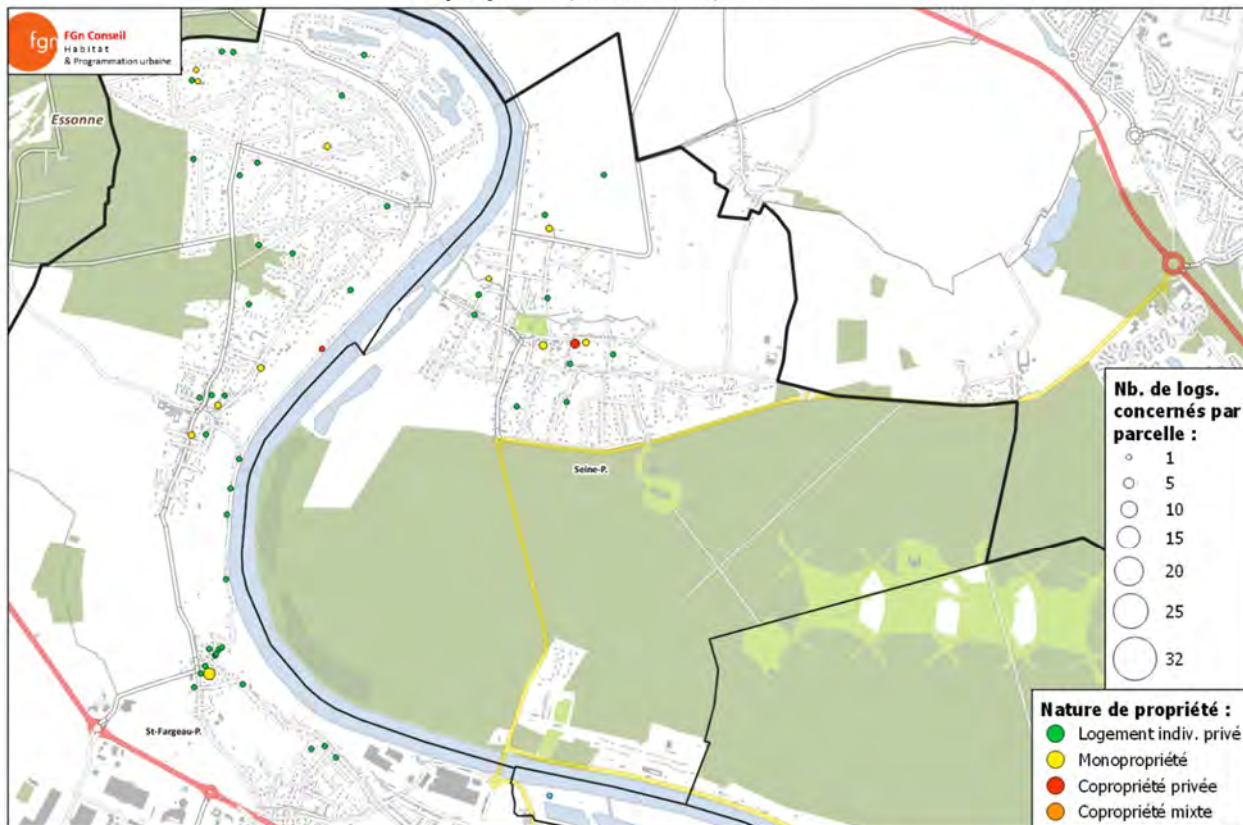 fgn
FGn Conseil
Habitat
& Programmation urbaine
Essonne
Seine-P.
St-Fargeau-P.
Nb. de logs.
concernés par
parcelle :
1
5
10
15
20
25
32
Nature de propriété :
Logement indiv. privé
Monopropriété
Copropriété privée
Copropriété mixte